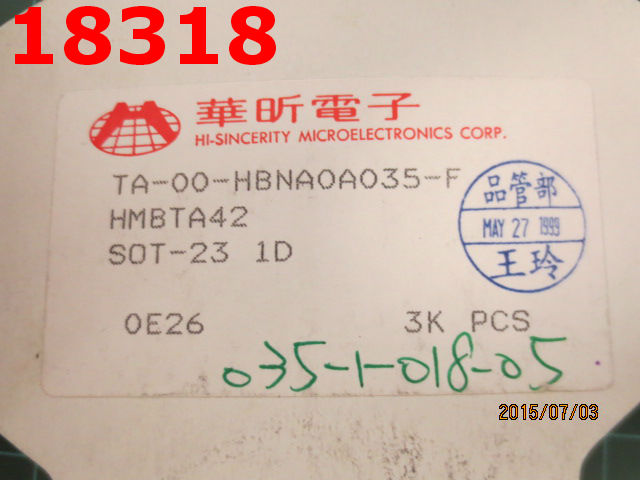 18318
華昕電子
HI-SINCERITY MICROELECTRONICS CORP.
TA-00-HBNA0A035-F
HMBTA42
SOT-23 1D
品管部
MAY 27 1999
王玲
0E26 3K PCS
035-1-018-05
2015/07/03